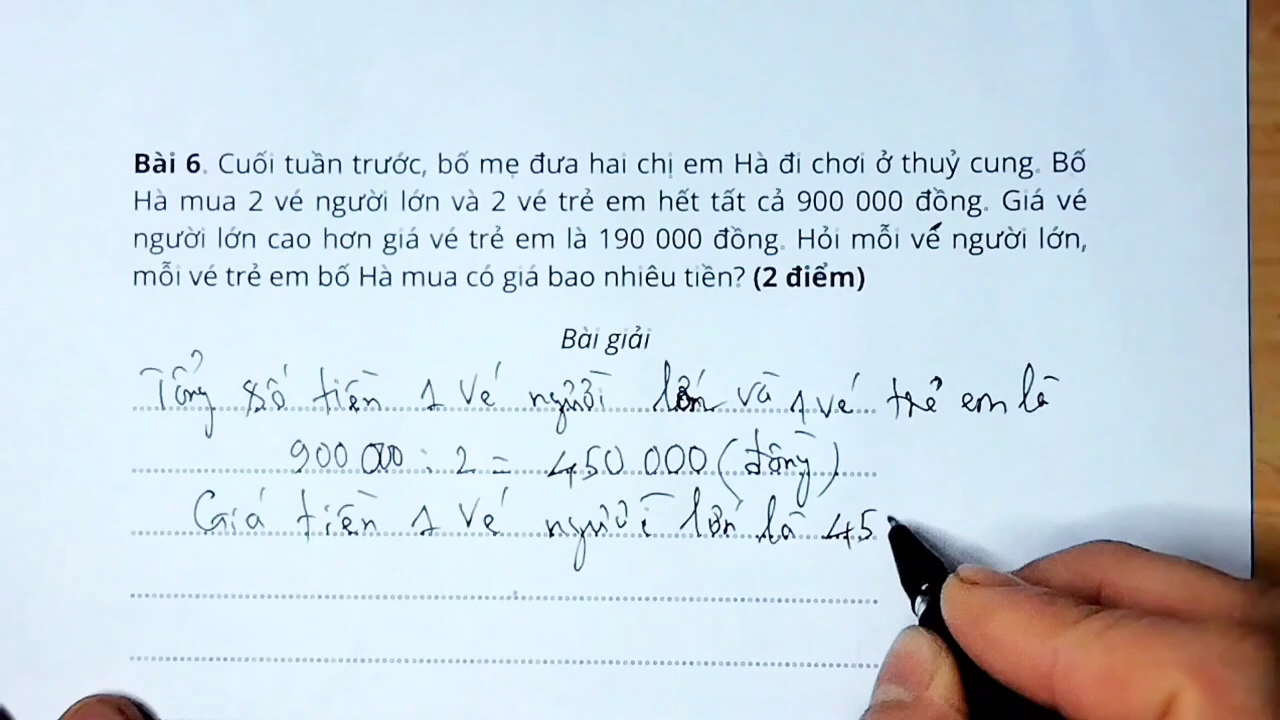 Bài 6. Cuối tuần trước, bố mẹ đưa hai chị em Hà đi chơi ở thuỷ cung. Bố
Hà mua 2 vé người lớn và 2 vé trẻ em hết tất cả 900 000 đồng. Giá vé
người lớn cao hơn giá vé trẻ em là 190 000 đồng. Hỏi mỗi vế người lớn,
mỗi vé trẻ em bố Hà mua có giá bao nhiêu tiền? (2 điểm)
Bài giải
Tổng số tiền 1 vé người lớn và 1 vé trẻ em là
900 000 : 2 = 450 000 (đồng)
Giá tiền 1 vé người lớn là 45